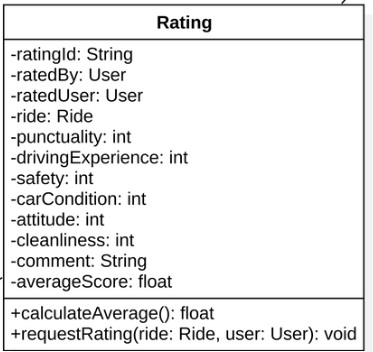 Rating
-ratingId: String
-ratedBy: User
-ratedUser: User
-ride: Ride
-punctuality: int
-drivingExperience: int
-safety: int
-carCondition: int
-attitude: int
-cleanliness: int
-comment: String
-averageScore: float
+calculateAverage(): float
+requestRating(ride: Ride, user: User): void